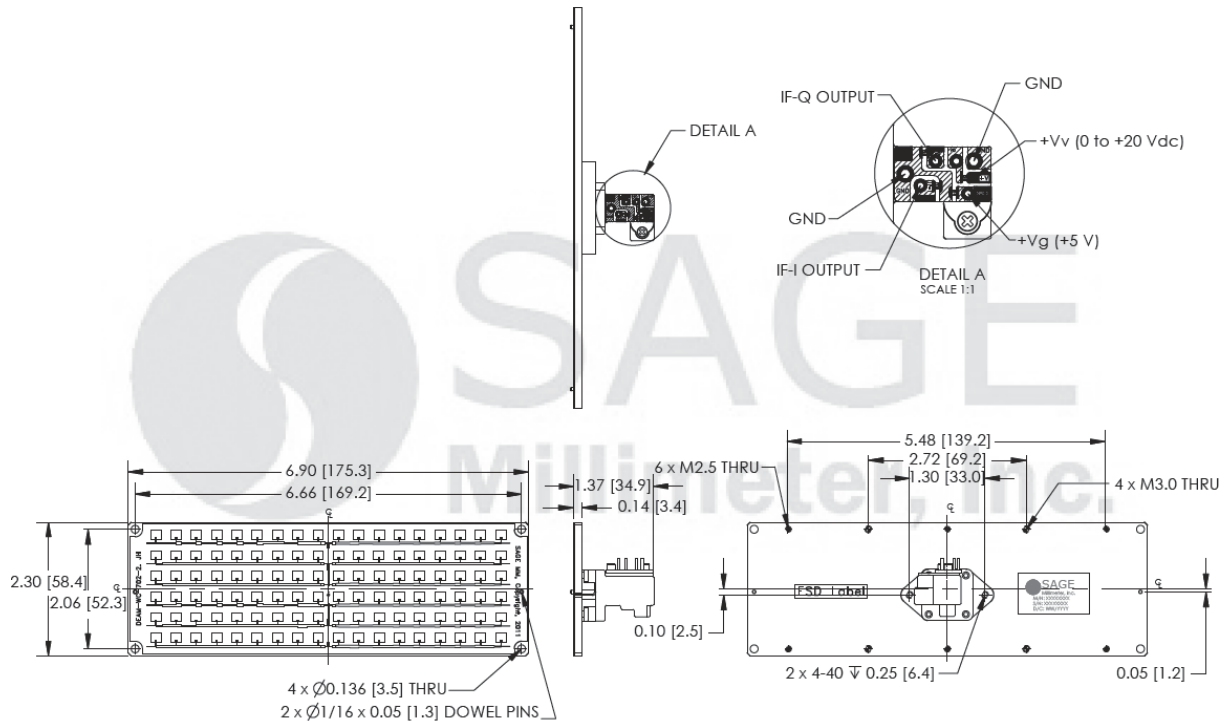 DETAIL A
IF-Q OUTPUT
GND
+Vv (0 to +20 Vdc)
GND
IF-I OUTPUT
+Vg (+5 V)
DETAIL A
SCALE 1:1
SAGE
Millimeter, Inc.
6.90 [175.3]
6.66 [169.2]
2.30 [58.4]
2.06 [52.3]
4 x Ø0.136 [3.5] THRU
2 x Ø1/16 x 0.05 [1.3] DOWEL PINS
1.37 [34.9]
0.14 [3.4]
6 x M2.5 THRU
5.48 [139.2]
2.72 [69.2]
1.30 [33.0]
4 x M3.0 THRU
ESD Label
SAGE
Millimeter, Inc.
0.10 [2.5]
2 x 4-40 ↧ 0.25 [6.4]
0.05 [1.2]